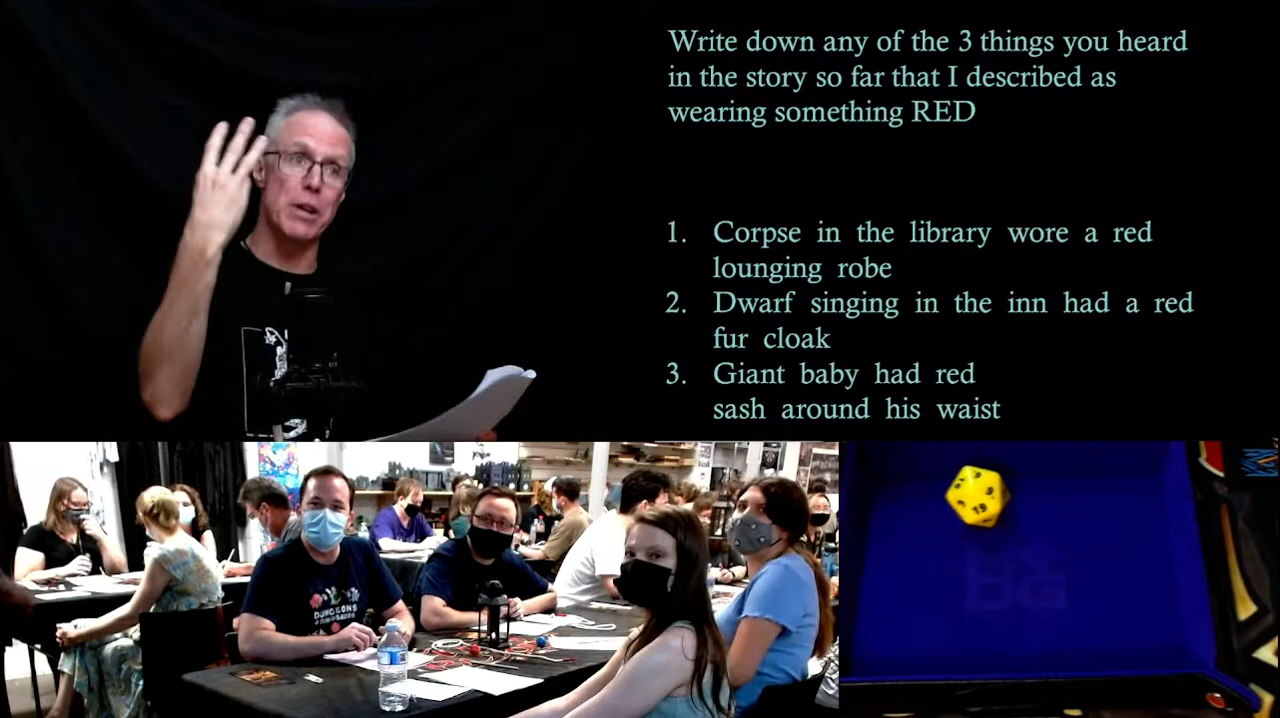 Write down any of the 3 things you heard
in the story so far that I described as
wearing something RED
1. Corpse in the library wore a red
lounging robe
2. Dwarf singing in the inn had a red
fur cloak
3. Giant baby had red
sash around his waist
DUNGEONS
19
DG